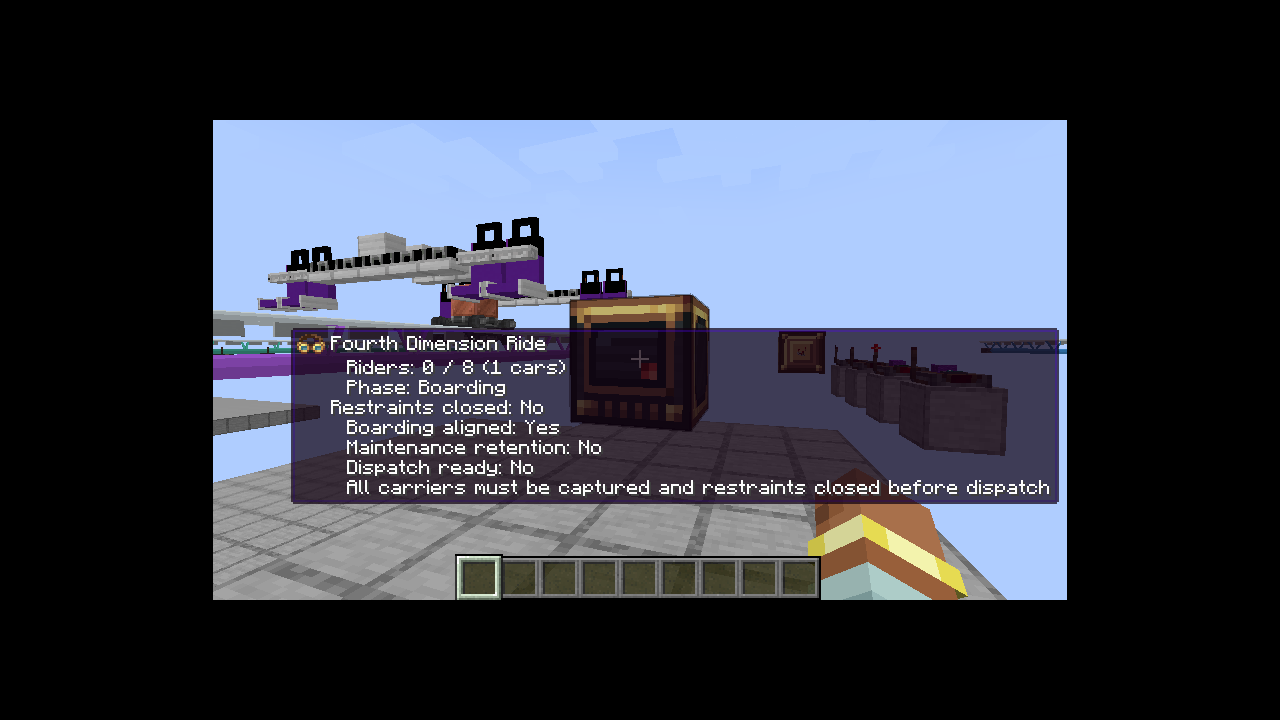 Fourth Dimension Ride
Riders: 0 / 8 (1 cars)
Phase: Boarding
Restraints closed: No
Boarding aligned: Yes
Maintenance retention: No
Dispatch ready: No
All carriers must be captured and restraints closed before dispatch